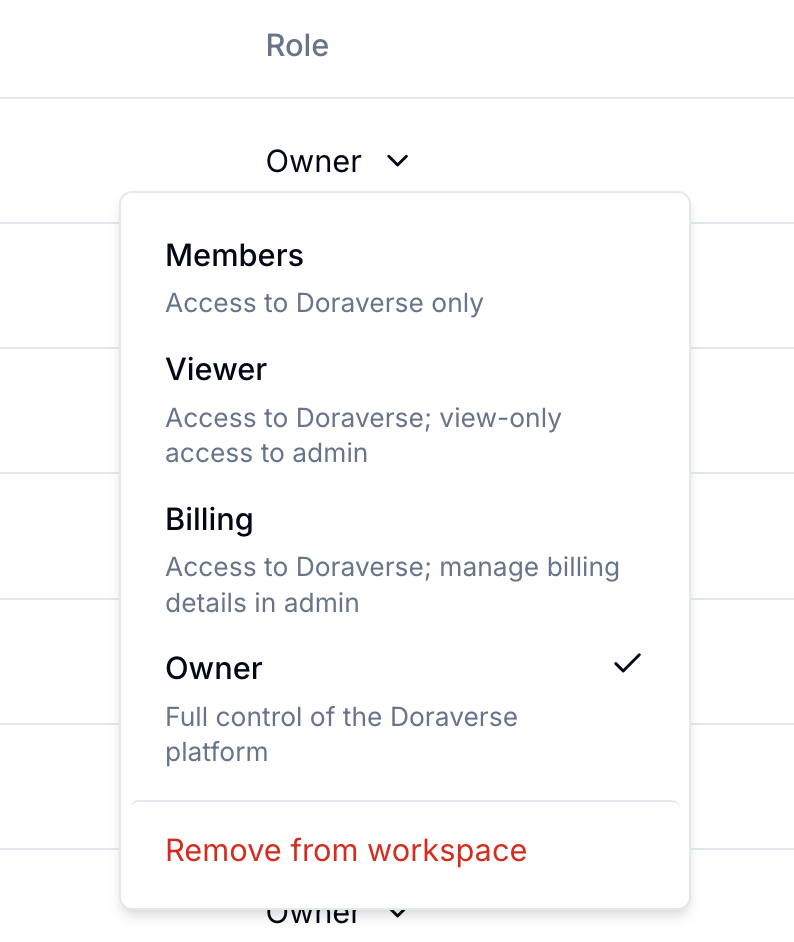 Role
Owner
Members
Access to Doraverse only
Viewer
Access to Doraverse; view-only
access to admin
Billing
Access to Doraverse; manage billing
details in admin
Owner
Full control of the Doraverse
platform
Remove from workspace
Owner